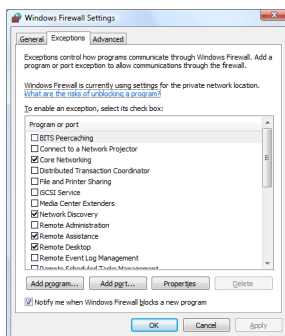 Windows Firewall Settings
General Exceptions Advanced
Exceptions control how programs communicate through Windows Firewall. Add a
program or port exception to allow communications through the firewall.
Windows Firewall is currently using settings for the private network location.
What are the risks of unblocking a program?
To enable an exception, select its check box:
Program or port
BITS Peercaching
Connect to a Network Projector
Core Networking
Distributed Transaction Coordinator
File and Printer Sharing
iSCSI Service
Media Center Extenders
Network Discovery
Remote Administration
Remote Assistance
Remote Desktop
Remote Event Log Management
Remote Scheduled Tasks Management
Add program... Add port... Properties Delete
Notify me when Windows Firewall blocks a new program
OK Cancel Apply